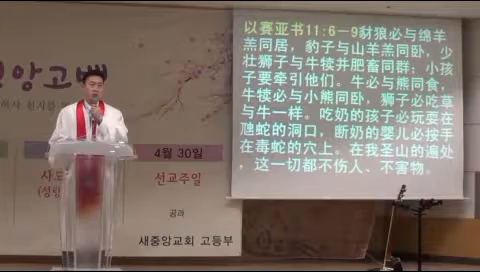 신앙고백
4월 30일
선교주일
공과
새중앙교회 고등부
以赛亚书11:6—9豺狼必与绵羊
羔同居，豹子与山羊羔同卧，少
壮狮子与牛犊并肥畜同群；小孩
子要牵引他们。牛必与熊同食，
牛犊必与小熊同卧，狮子必吃草
与牛一样。吃奶的孩子必玩耍在
虺蛇的洞口，断奶的婴儿必按手
在毒蛇的穴上。在我圣山的遍处
，这一切都不伤人、不害物。